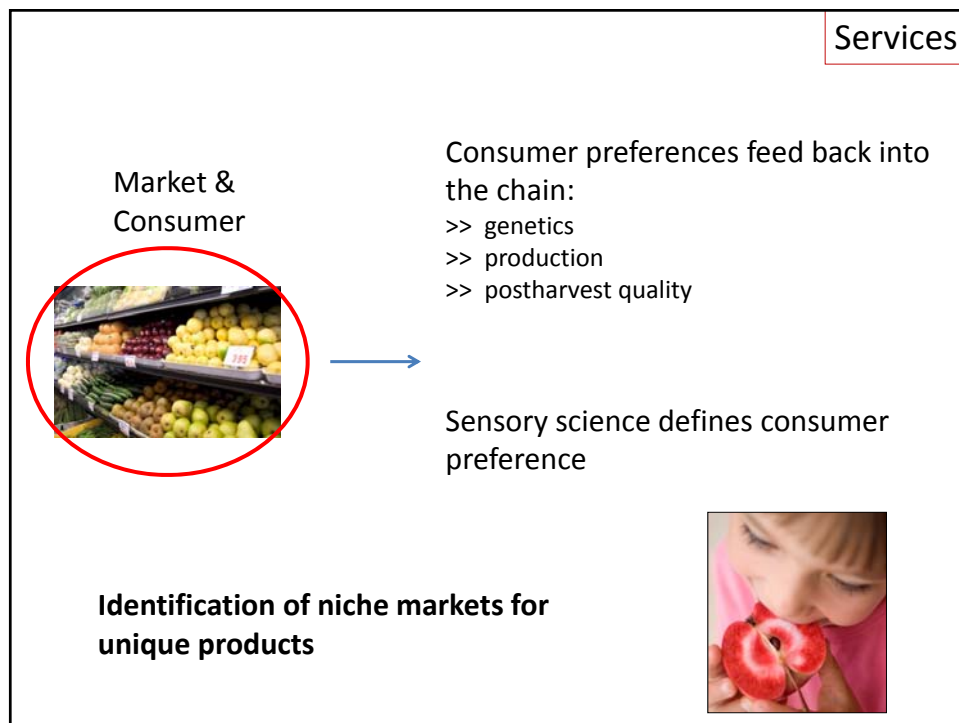 Services
Market &
Consumer
Consumer preferences feed back into
the chain:
>> genetics
>> production
>> postharvest quality
Sensory science defines consumer
preference
Identification of niche markets for
unique products